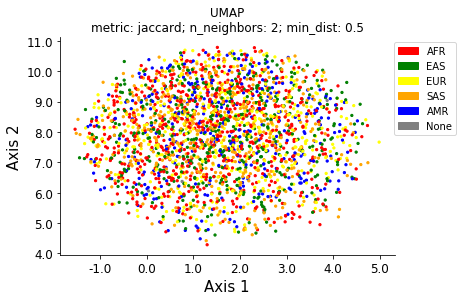 UMAP
metric: jaccard; n_neighbors: 2; min_dist: 0.5
11.0
10.0
9.0
8.0
7.0
6.0
5.0
4.0
Axis 2
-1.0 0.0 1.0 2.0 3.0 4.0 5.0
Axis 1
AFR
EAS
EUR
SAS
AMR
None